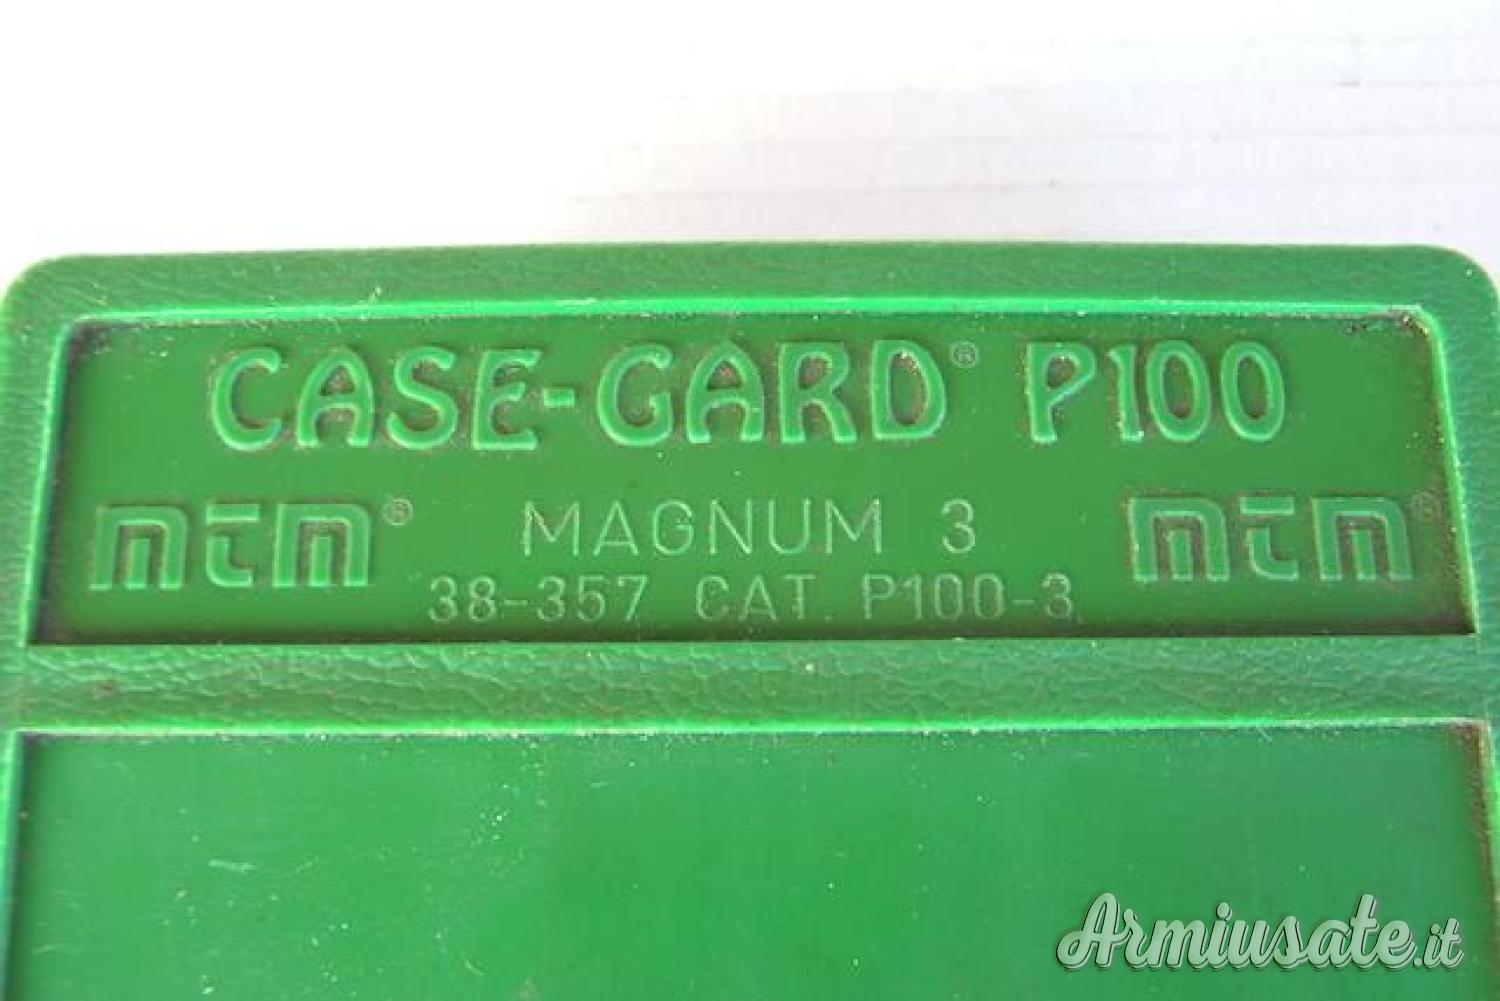 CASE-GARD® P100
mTm® MAGNUM 3 mTm®
38-357 CAT. P100-3
Armiusate.it